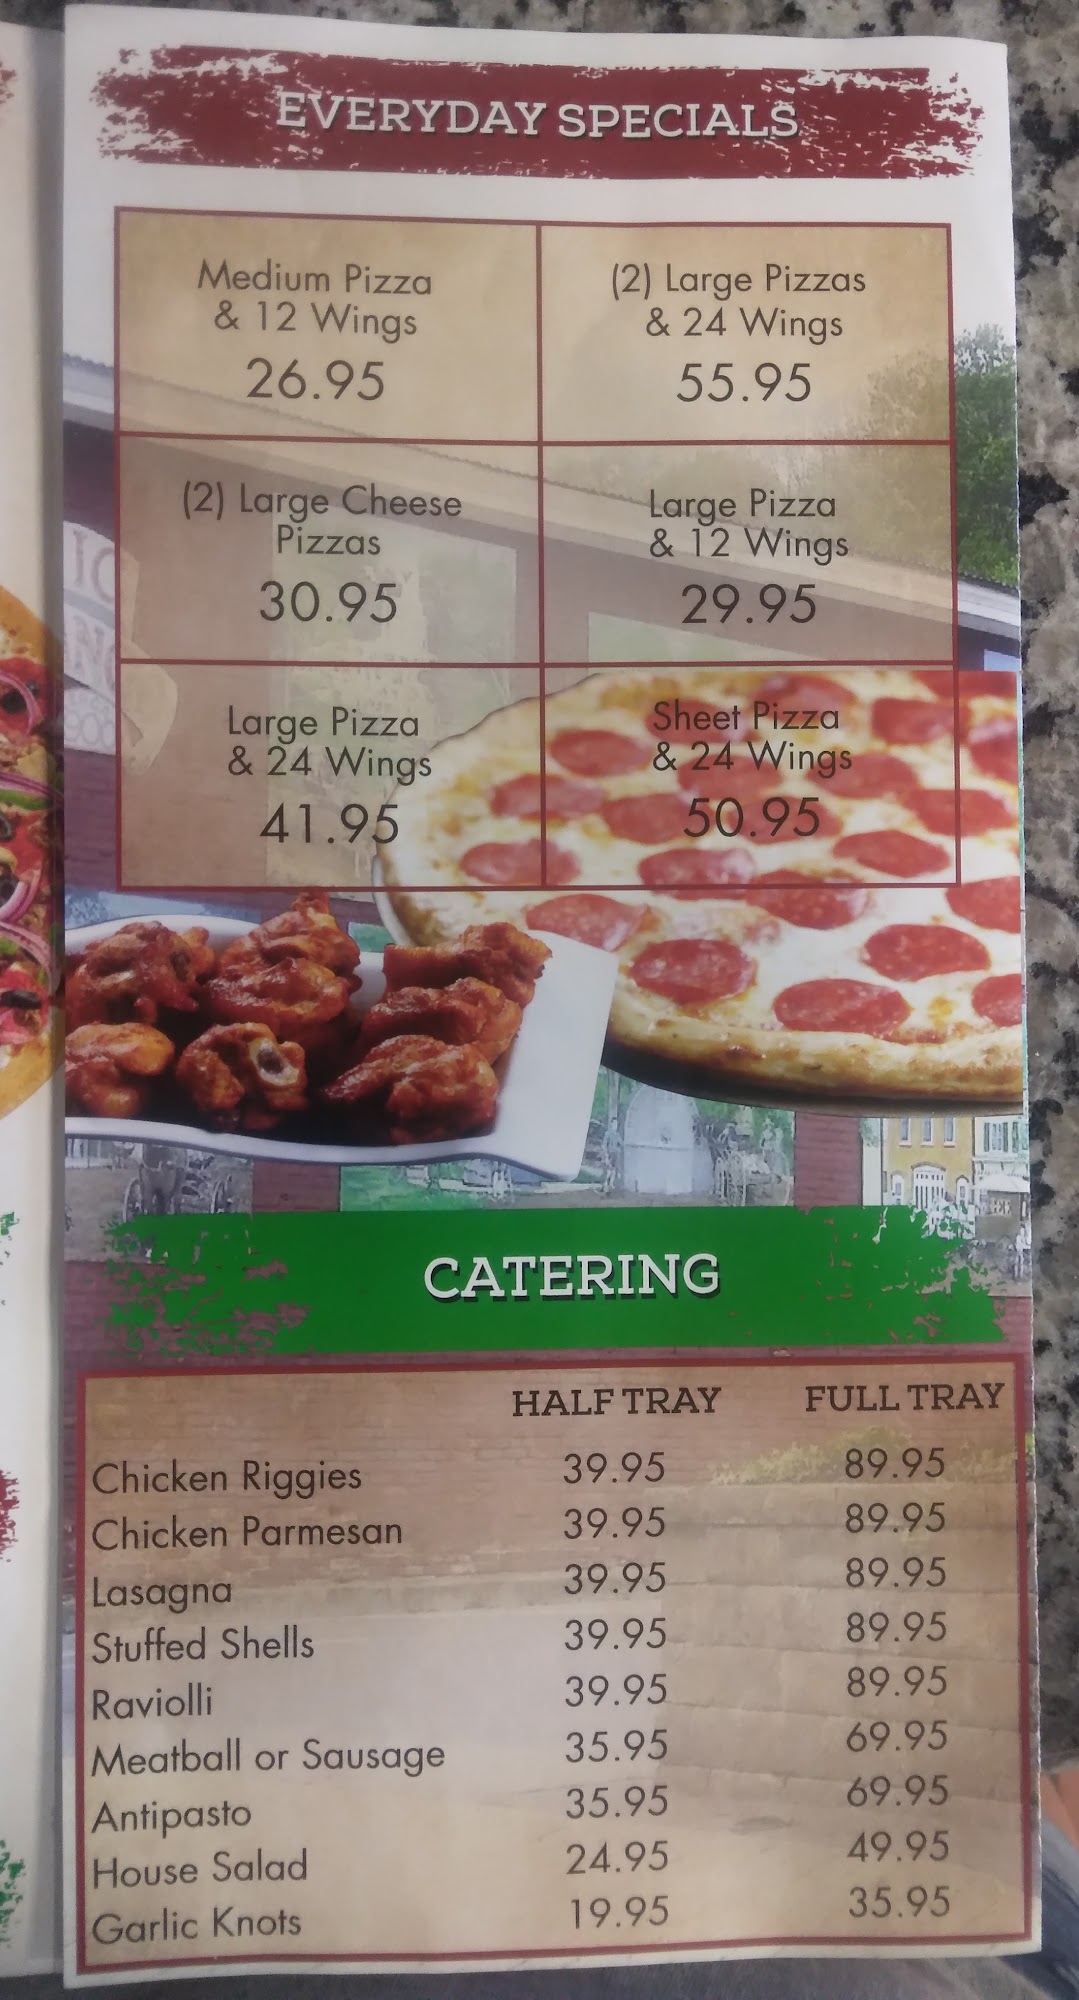 EVERYDAY SPECIALS
Medium Pizza
& 12 Wings
26.95
(2) Large Pizzas
& 24 Wings
55.95
(2) Large Cheese
Pizzas
30.95
Large Pizza
& 12 Wings
29.95
Large Pizza
& 24 Wings
41.95
Sheet Pizza
& 24 Wings
50.95
CATERING
HALF TRAY FULL TRAY
Chicken Riggies 39.95 89.95
Chicken Parmesan 39.95 89.95
Lasagna 39.95 89.95
Stuffed Shells 39.95 89.95
Raviolli 39.95 89.95
Meatball or Sausage 35.95 69.95
Antipasto 35.95 69.95
House Salad 24.95 49.95
Garlic Knots 19.95 35.95